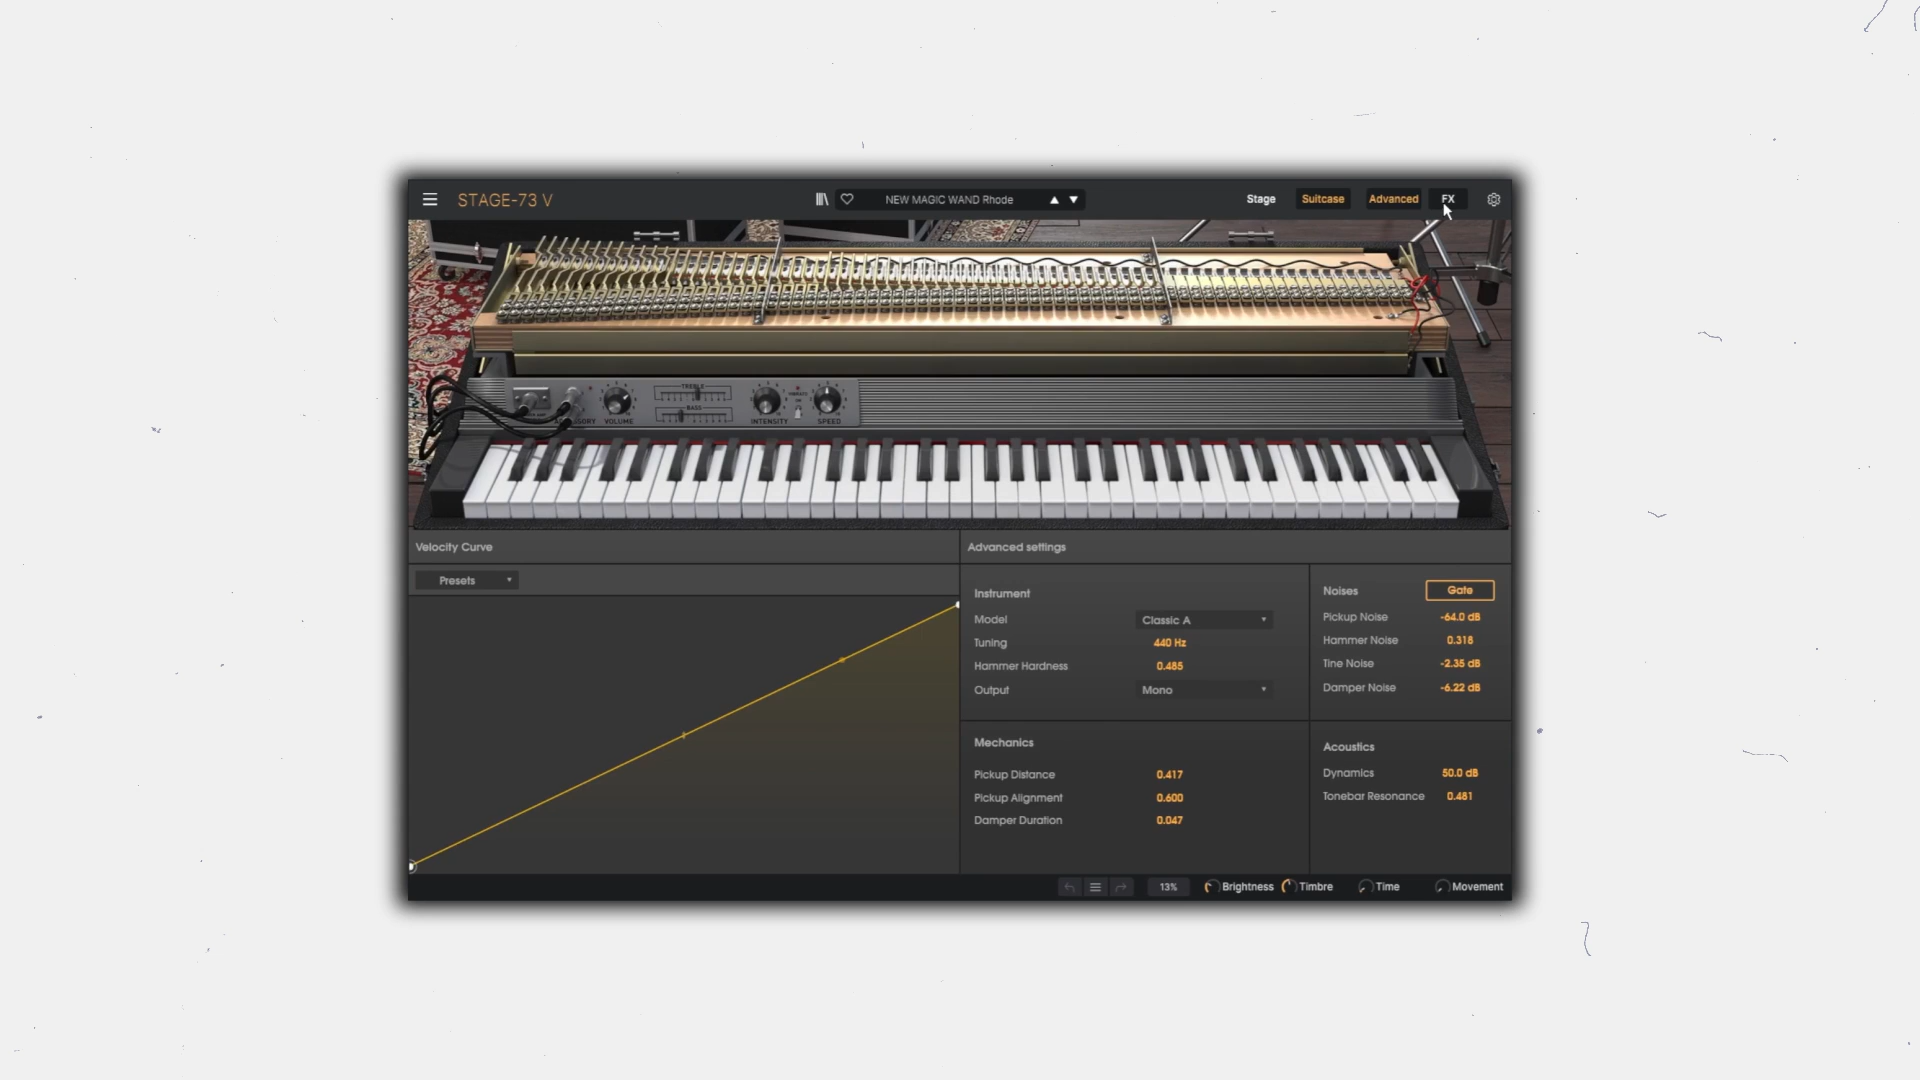 STAGE-73 V
NEW MAGIC WAND Rhode
Stage
Suitcase
Advanced
FX
TREBLE
BASS
VOLUME
INTENSITY
SPEED
Velocity Curve
Presets
Advanced settings
Instrument
Model Classic A
Tuning 440 Hz
Hammer Hardness 0.485
Output Mono
Noises Gate
Pickup Noise -64.0 dB
Hammer Noise 0.318
Tine Noise -2.35 dB
Damper Noise -6.22 dB
Mechanics
Pickup Distance 0.417
Pickup Alignment 0.600
Damper Duration 0.047
Acoustics
Dynamics 50.0 dB
Tonebar Resonance 0.481
13%
Brightness
Timbre
Time
Movement